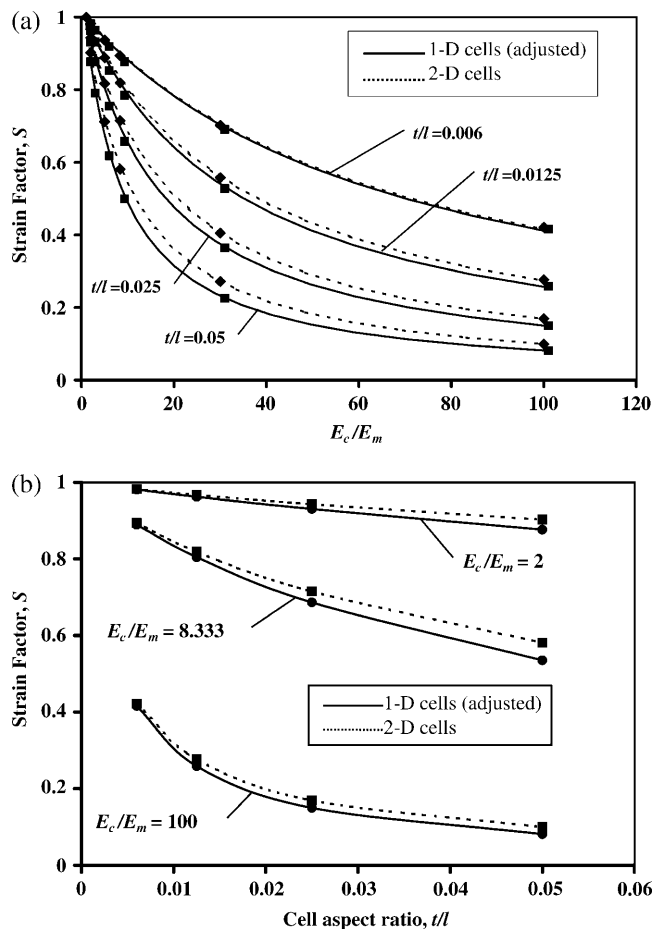 (a)
1
0.8
0.6
0.4
0.2
0
Strain Factor, S
1-D cells (adjusted)
2-D cells
t/l=0.006
t/l=0.0125
t/l=0.025
t/l=0.05
0 20 40 60 80 100 120
Ec/Em
(b)
1
0.8
0.6
0.4
0.2
0
Strain Factor, S
Ec/Em = 2
Ec/Em = 8.333
1-D cells (adjusted)
2-D cells
Ec/Em = 100
0 0.01 0.02 0.03 0.04 0.05 0.06
Cell aspect ratio, t/l